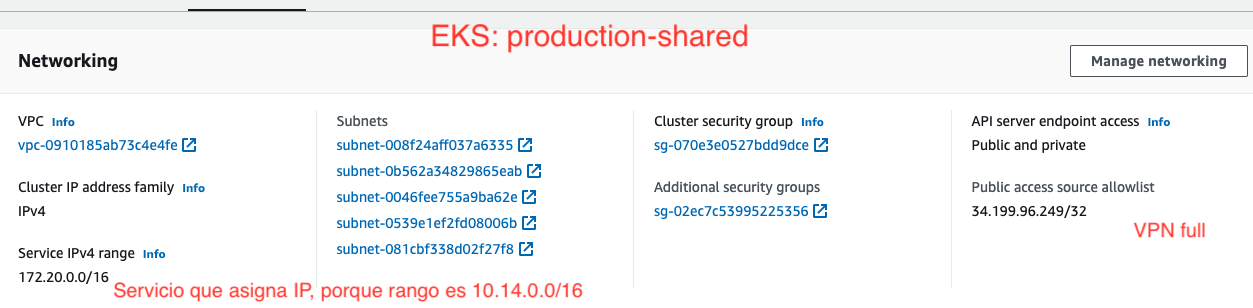 EKS: production-shared
Networking
Manage networking
VPC Info
vpc-0910185ab73c4e4fe
Cluster IP address family Info
IPv4
Service IPv4 range Info
172.20.0.0/16
Servicio que asigna IP, porque rango es 10.14.0.0/16
Subnets
subnet-008f24aff037a6335
subnet-0b562a34829865eab
subnet-0046fee755a9ba62e
subnet-0539e1ef2fd08006b
subnet-081cbf338d02f27f8
Cluster security group Info
sg-070e3e0527bdd9dce
Additional security groups
sg-02ec7c53995225356
API server endpoint access Info
Public and private
Public access source allowlist
34.199.96.249/32
VPN full